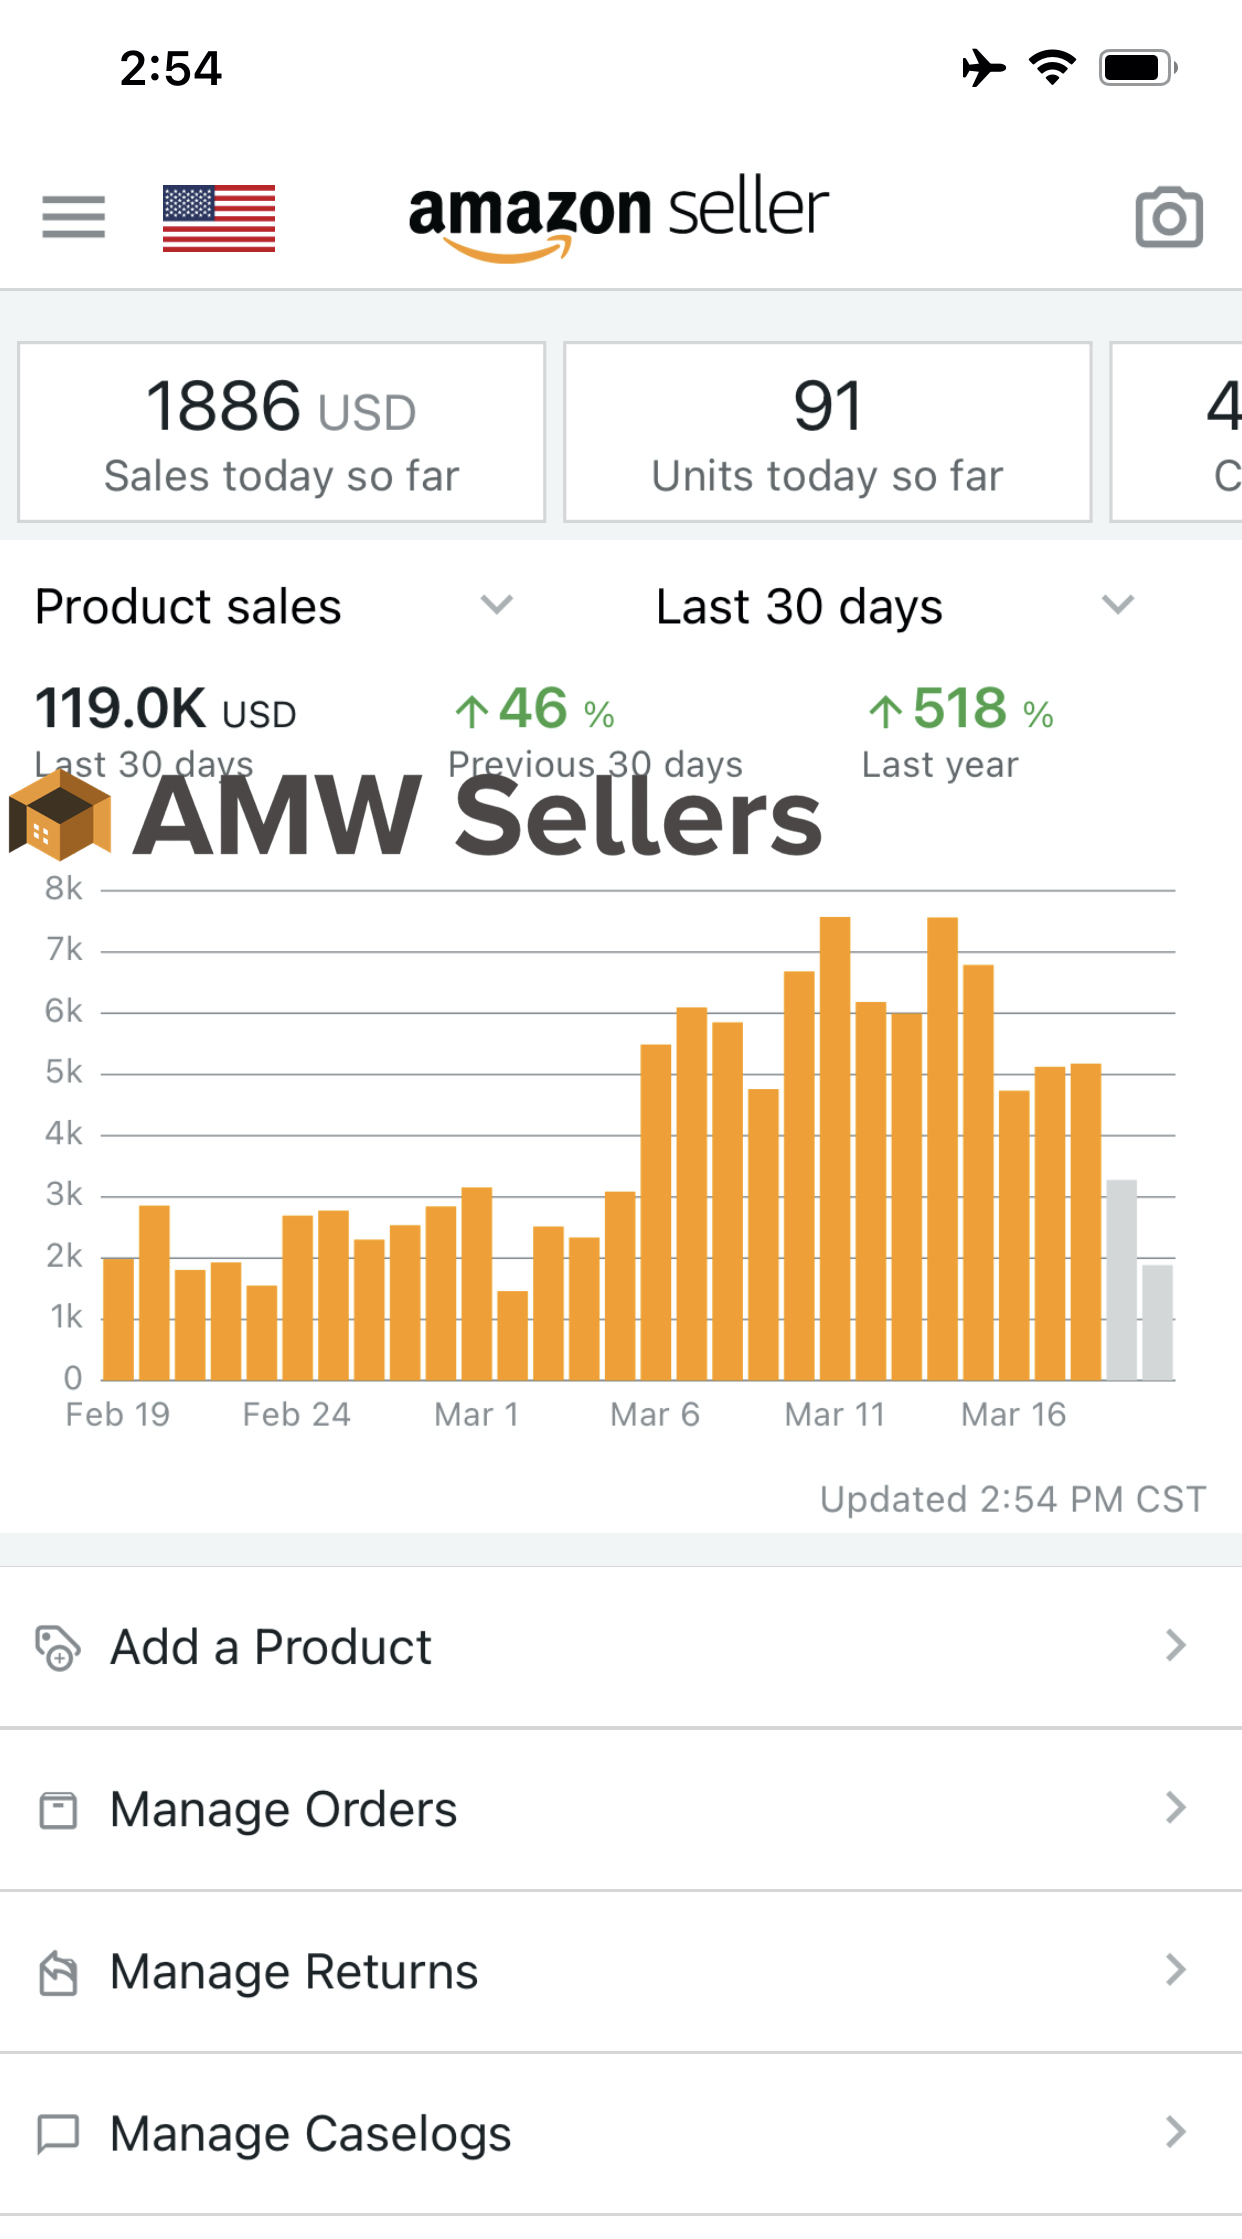 2:54
amazon seller
1886 USD
Sales today so far
91
Units today so far
4
C
Product sales
Last 30 days
119.0K USD
↑46 %
↑518 %
Last 30 days
Previous 30 days
Last year
AMW Sellers
8k
7k
6k
5k
4k
3k
2k
1k
0
Feb 19
Feb 24
Mar 1
Mar 6
Mar 11
Mar 16
Updated 2:54 PM CST
Add a Product
Manage Orders
Manage Returns
Manage Caselogs